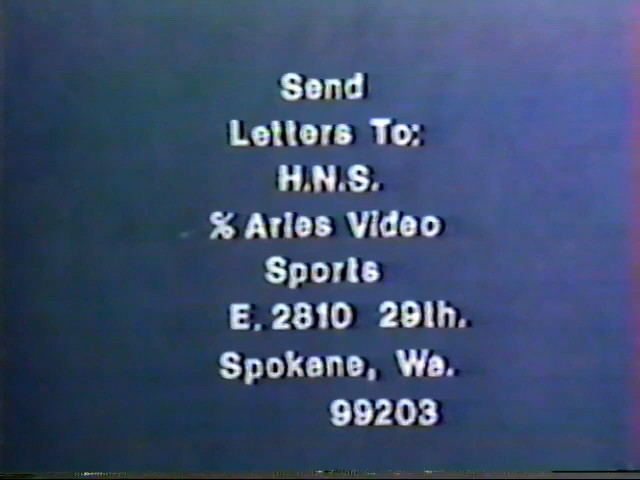 Send
Letters To:
H.N.S.
% Aries Video
Sports
E. 2810 29th.
Spokane, Wa.
99203